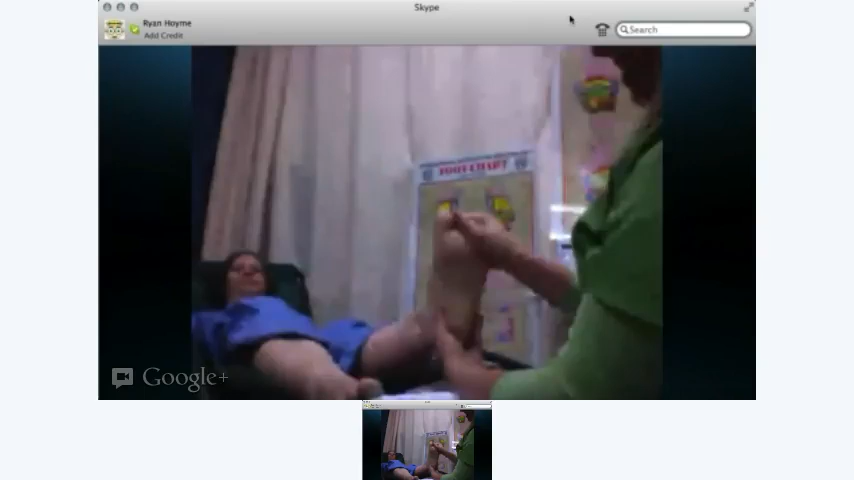 Skype
Ryan Hoyme
Add Credit
Search
FOOT CHART
Google+